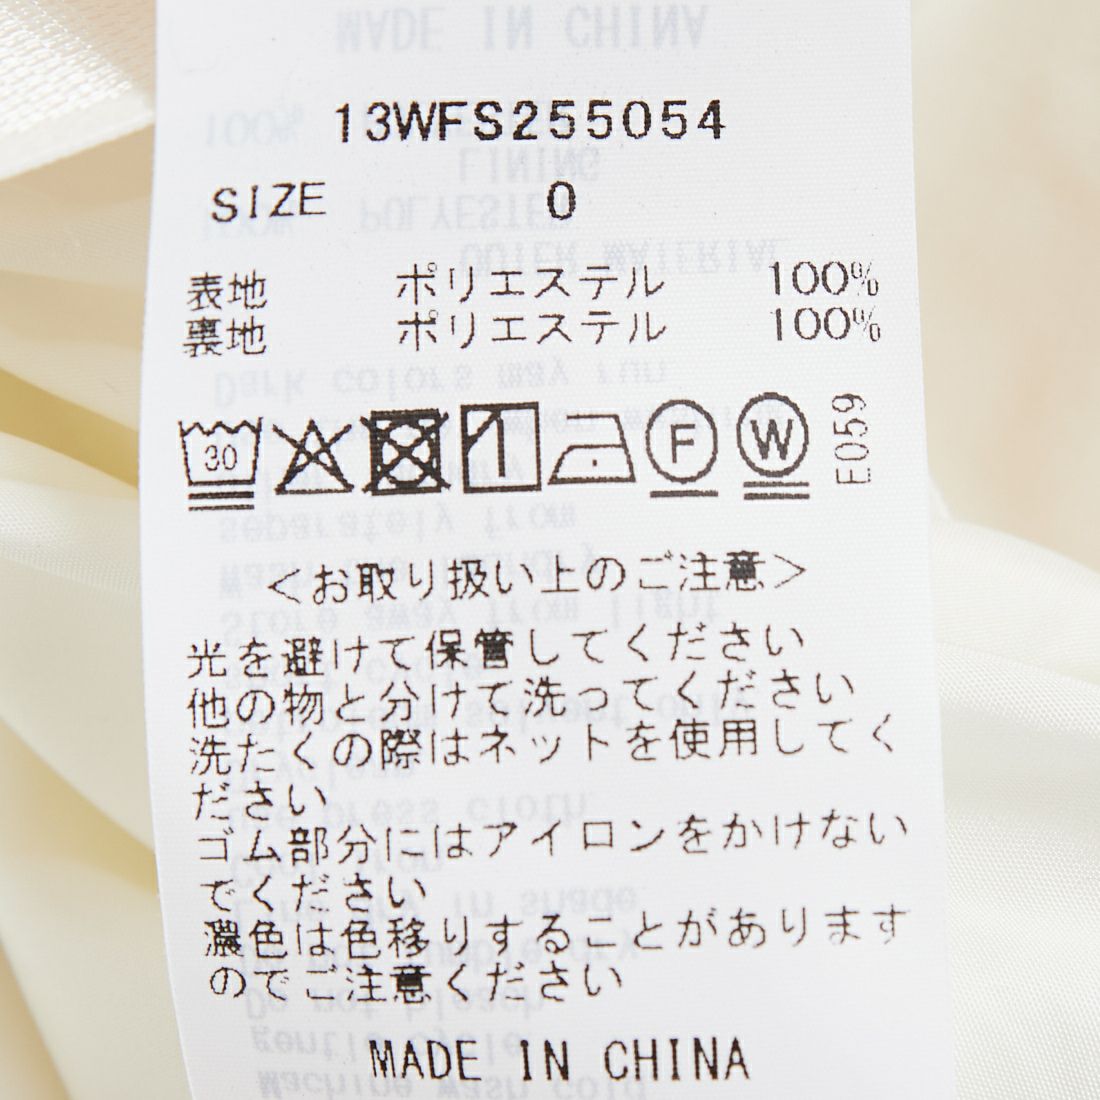 13WFS255054
SIZE 0
表地 ポリエステル 100%
裏地 ポリエステル 100%
30 F W E059
<お取り扱い上のご注意>
光を避けて保管してください
他の物と分けて洗ってください
洗たくの際はネットを使用してく
ださい
ゴム部分にはアイロンをかけない
でください
濃色は色移りすることがあります
のでご注意ください
MADE IN CHINA